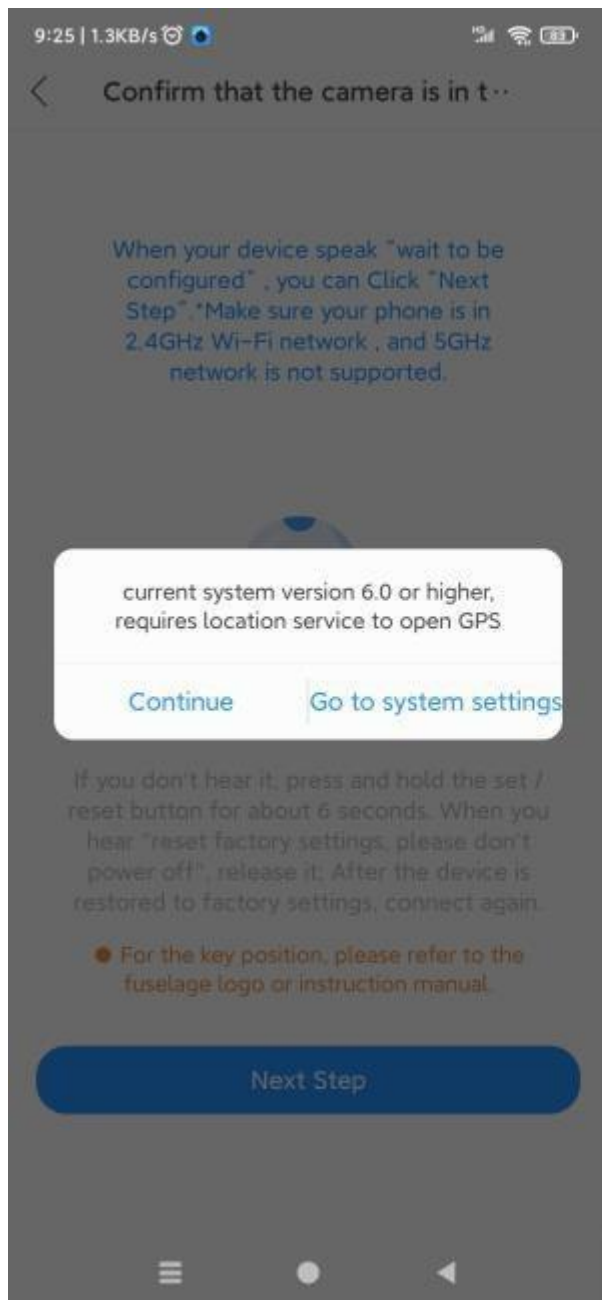 9:25 | 1.3KB/s
83
Confirm that the camera is in t··
When your device speak "wait to be
configured" , you can Click "Next
Step".*Make sure your phone is in
2.4GHz Wi-Fi network , and 5GHz
network is not supported.
current system version 6.0 or higher,
requires location service to open GPS
Continue
Go to system settings
If you don't hear it, press and hold the set /
reset button for about 6 seconds. When you
hear "reset factory settings, please don't
power off", release it; After the device is
restored to factory settings, connect again.
● For the key position, please refer to the
fuselage logo or instruction manual.
Next Step